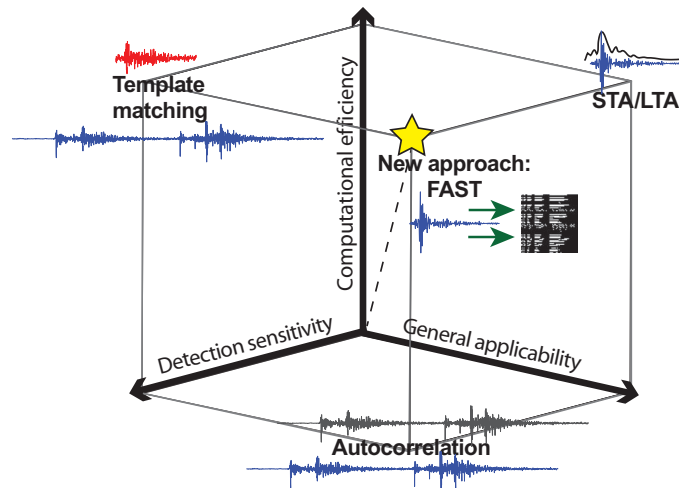 Template
matching
STA/LTA
Computational efficiency
New approach:
FAST
Detection sensitivity
General applicability
Autocorrelation